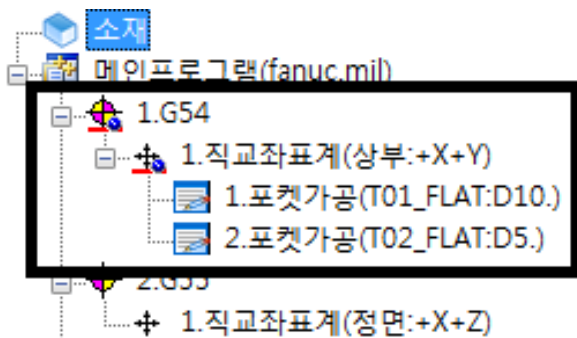 소재
메인프로그램(fanuc.mil)
1.G54
1.직교좌표계(상부:+X+Y)
1.포켓가공(T01_FLAT:D10.)
2.포켓가공(T02_FLAT:D5.)
2.G55
1.직교좌표계(정면:+X+Z)